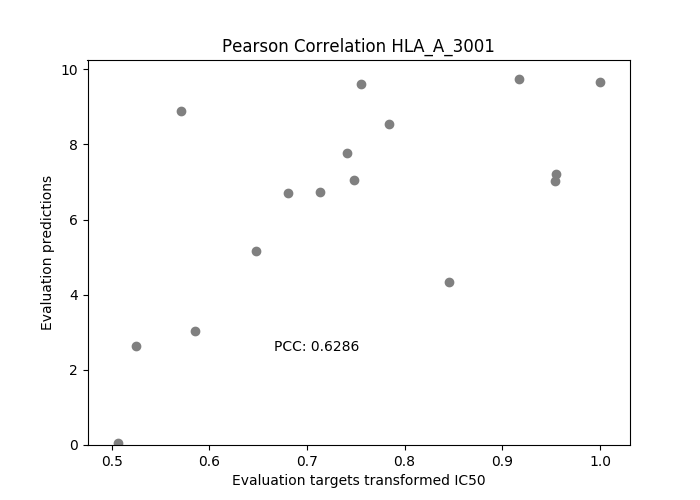 Pearson Correlation HLA_A_3001
10
8
6
4
2
0
Evaluation predictions
PCC: 0.6286
0.5 0.6 0.7 0.8 0.9 1.0
Evaluation targets transformed IC50